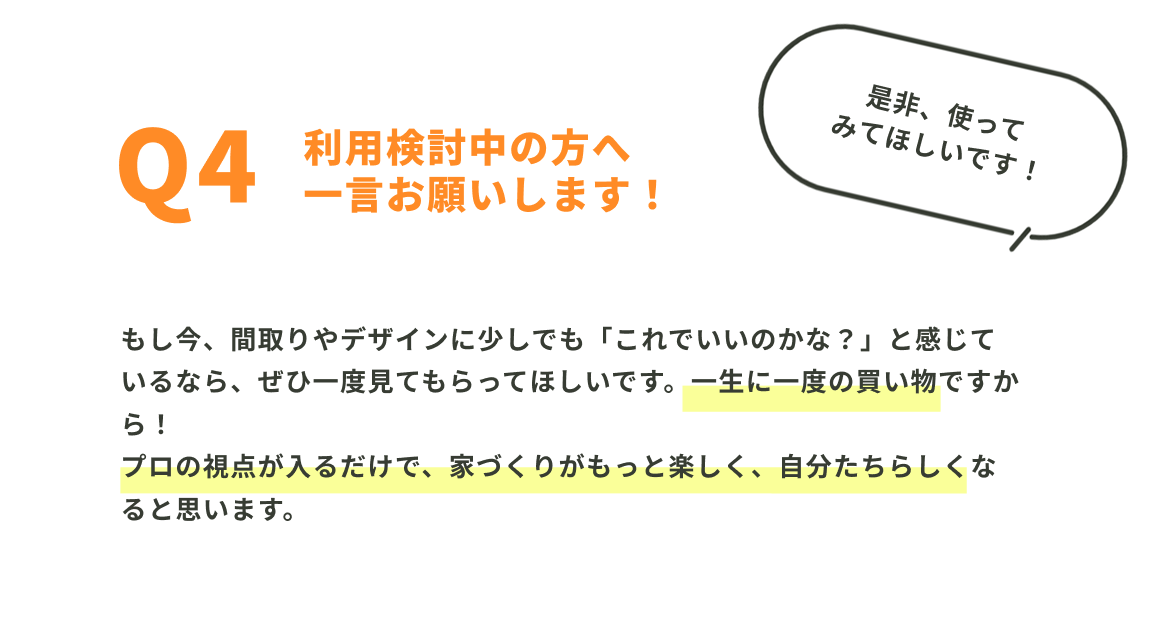 Q4
利用検討中の方へ
一言お願いします！
是非、使って
みてほしいです！
もし今、間取りやデザインに少しでも「これでいいのかな？」と感じて
いるなら、ぜひ一度見てもらってほしいです。一生に一度の買い物ですか
ら！
プロの視点が入るだけで、家づくりがもっと楽しく、自分たちらしくな
ると思います。